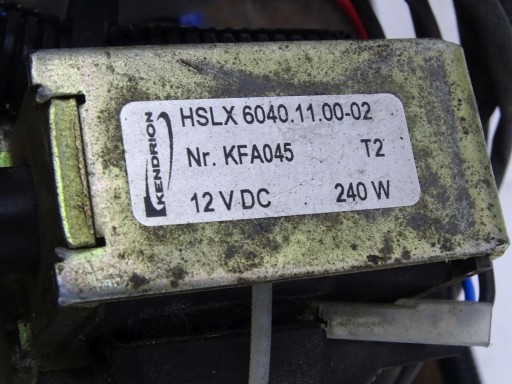 KENDRION
HSLX 6040.11.00-02
Nr. KFA045 T2
12 V DC 240 W